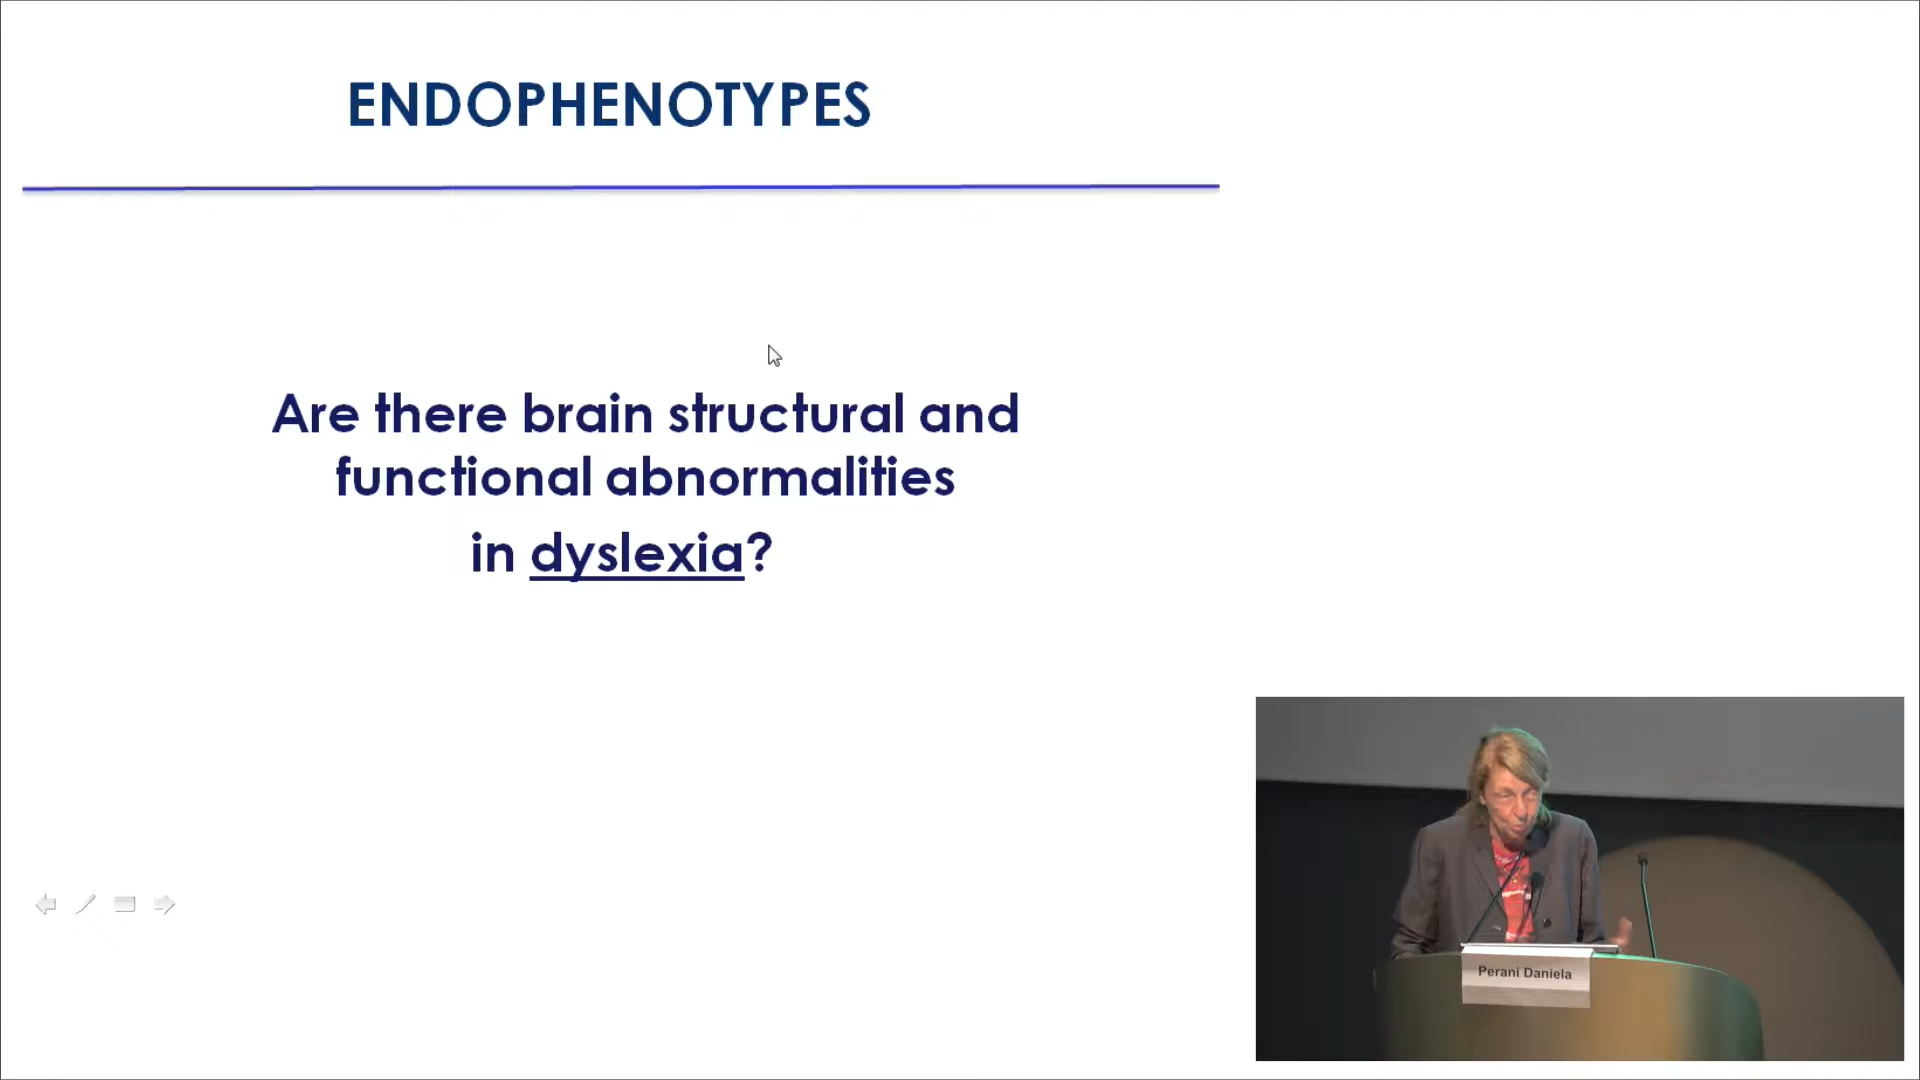 ENDOPHENOTYPES
Are there brain structural and
functional abnormalities
in dyslexia?
Perani Daniela